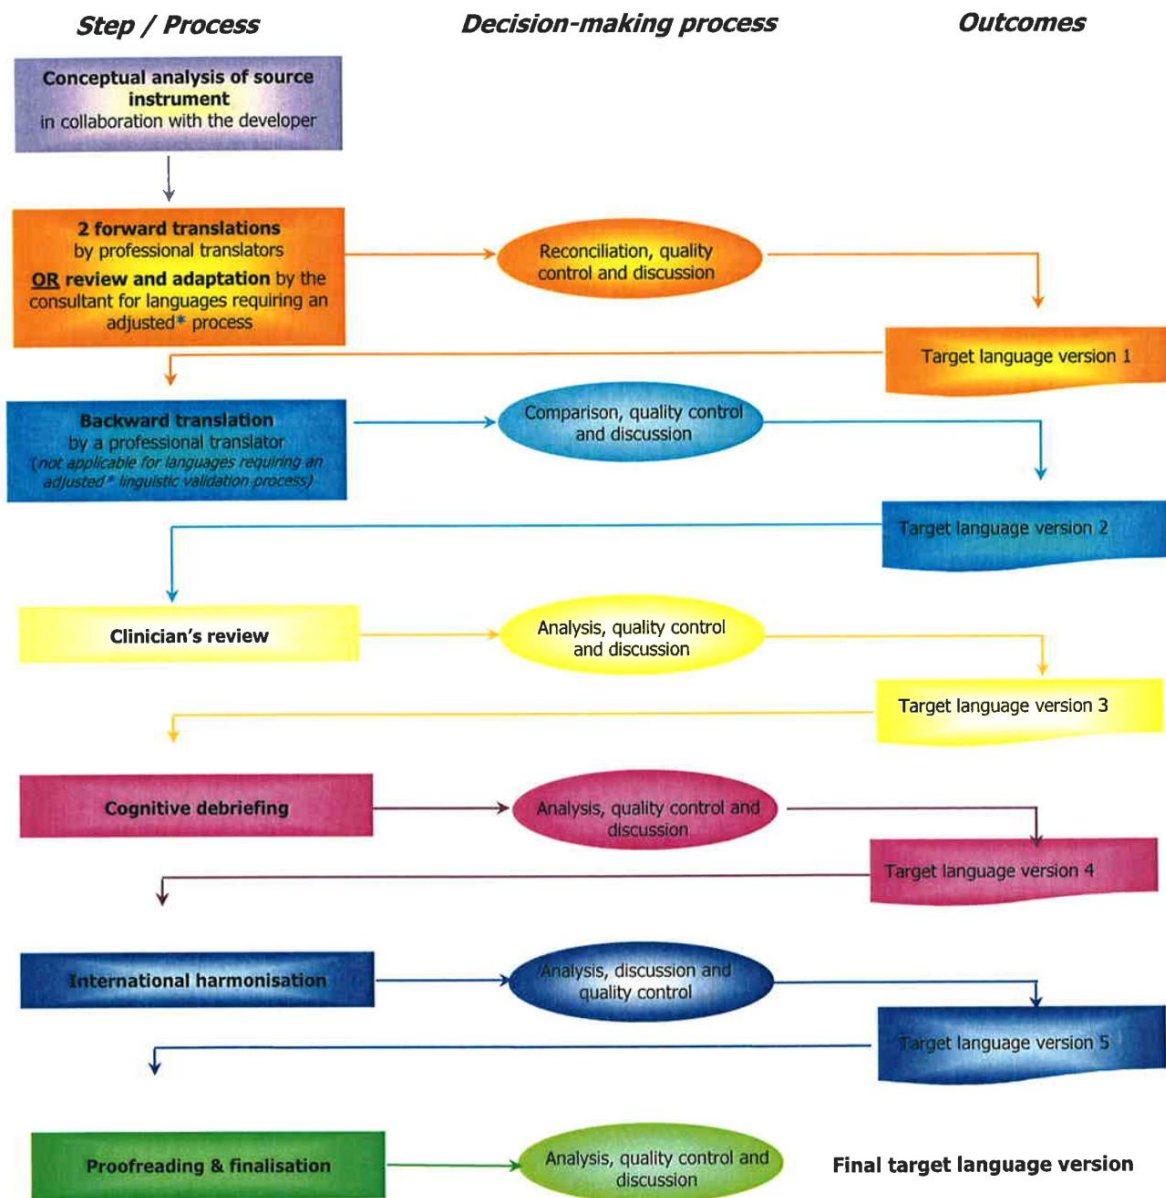 Step / Process
Decision-making process
Outcomes
Conceptual analysis of source
instrument
in collaboration with the developer
2 forward translations
by professional translators
OR review and adaptation by the
consultant for languages requiring an
adjusted* process
Reconciliation, quality
control and discussion
Target language version 1
Backward translation
by a professional translator
(not applicable for languages requiring an
adjusted* linguistic validation process)
Comparison, quality control
and discussion
Target language version 2
Clinician's review
Analysis, quality control
and discussion
Target language version 3
Cognitive debriefing
Analysis, quality control and
discussion
Target language version 4
International harmonisation
Analysis, discussion and
quality control
Target language version 5
Proofreading & finalisation
Analysis, quality control and
discussion
Final target language version